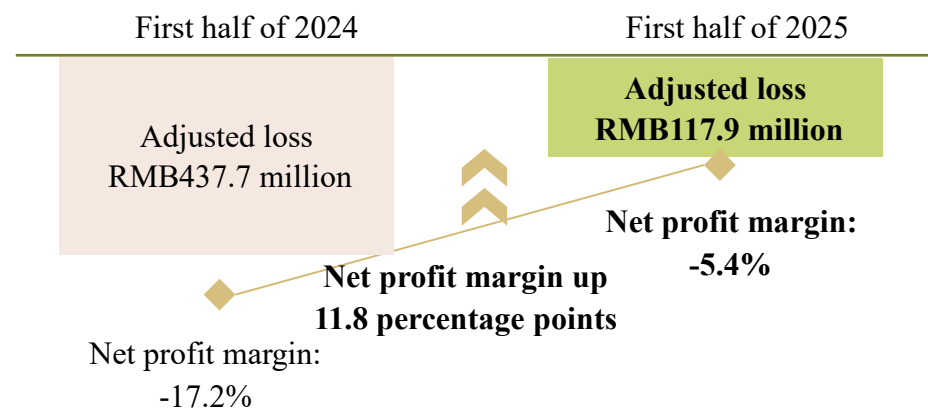 First half of 2024
First half of 2025
Adjusted loss
RMB437.7 million
Adjusted loss
RMB117.9 million
Net profit margin:
-5.4%
Net profit margin up
11.8 percentage points
Net profit margin:
-17.2%